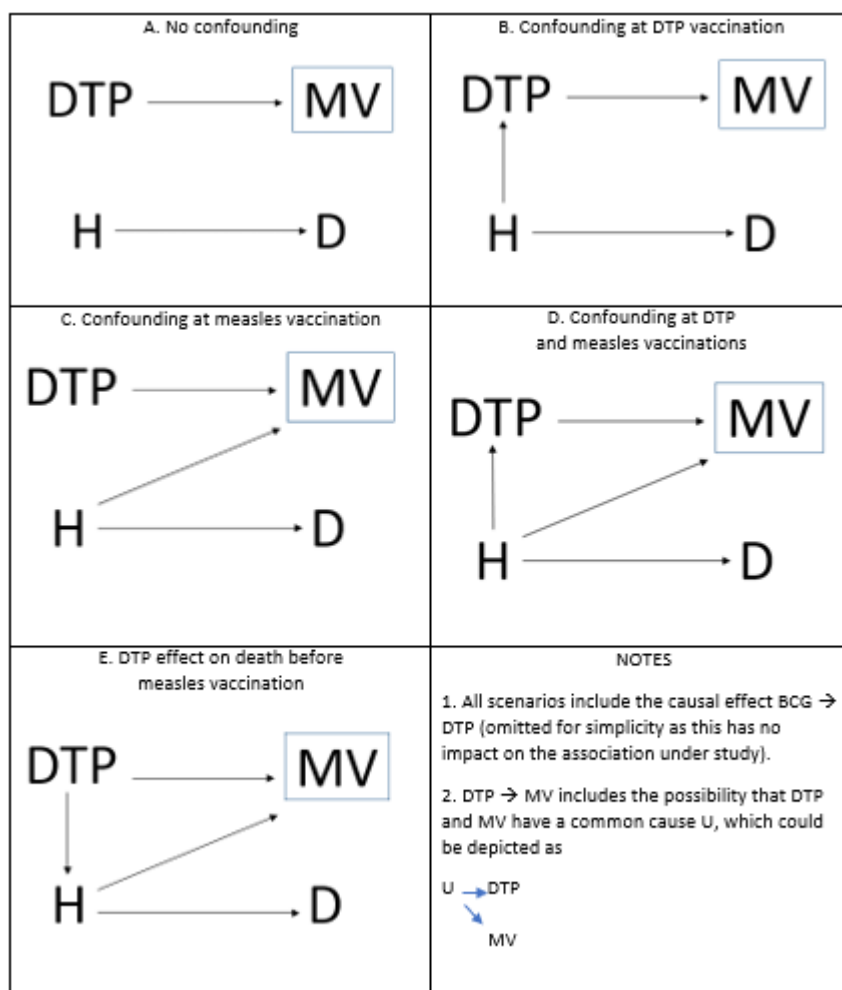 A. No confounding
DTP
MV
H
D
B. Confounding at DTP vaccination
DTP
MV
H
D
C. Confounding at measles vaccination
DTP
MV
H
D
D. Confounding at DTP
and measles vaccinations
DTP
MV
H
D
E. DTP effect on death before
measles vaccination
DTP
MV
H
D
NOTES
1. All scenarios include the causal effect BCG →
DTP (omitted for simplicity as this has no
impact on the association under study).
2. DTP → MV includes the possibility that DTP
and MV have a common cause U, which could
be depicted as
U DTP
MV